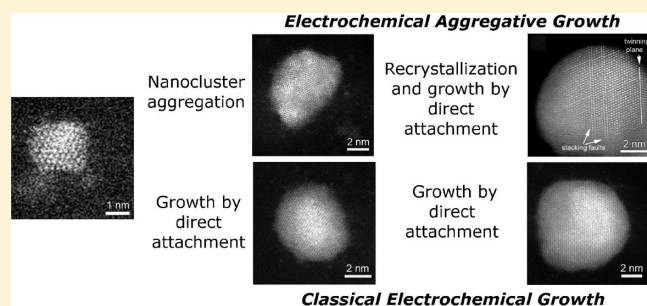 Electrochemical Aggregative Growth
Nanocluster
aggregation
2 nm
Recrystallization
and growth by
direct
attachment
twinning
plane
stacking faults
2 nm
1 nm
Growth by
direct
attachment
2 nm
Growth by
direct
attachment
2 nm
Classical Electrochemical Growth